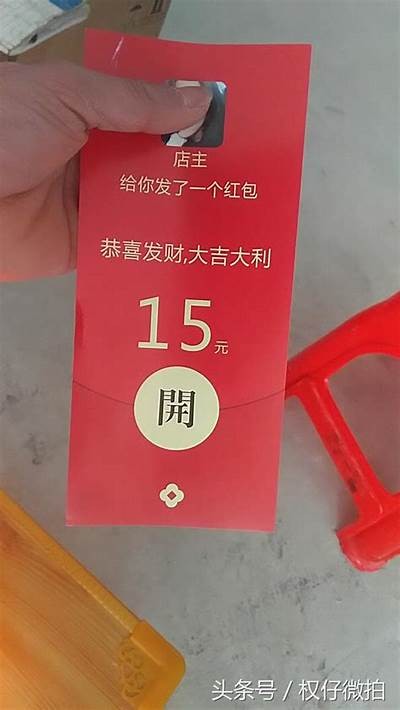 店主
给你发了一个红包
恭喜发财,大吉大利
15元
開
头条号 / 权仔微拍